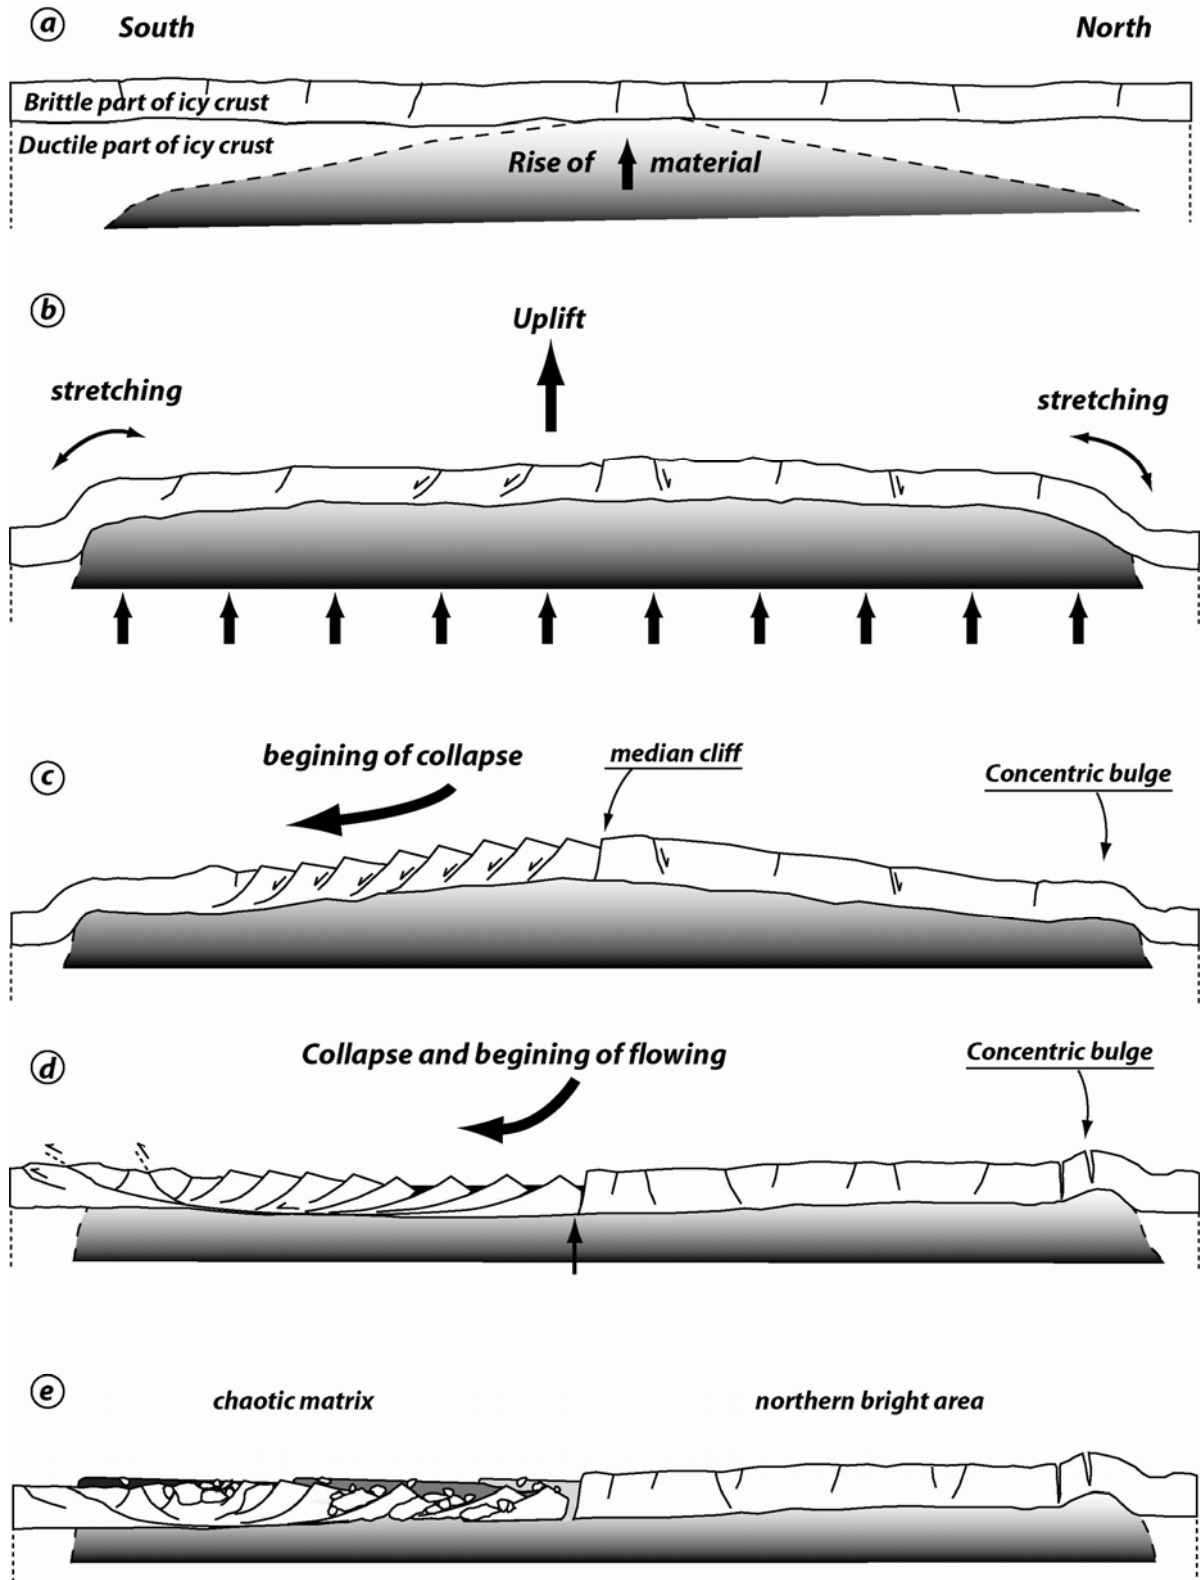 a
South North
Brittle part of icy crust
Ductile part of icy crust
Rise of material
b
Uplift
stretching
stretching
c
begining of collapse
median cliff
Concentric bulge
d
Collapse and begining of flowing
Concentric bulge
e
chaotic matrix
northern bright area